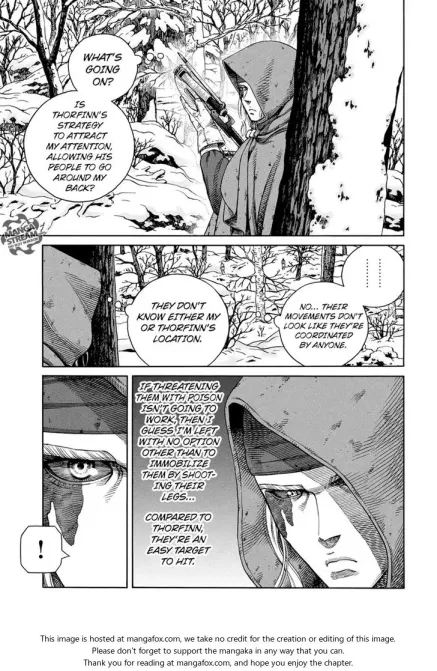 WHAT'S
GOING
ON?
IS
THORFINN'S
STRATEGY
TO ATTRACT
MY ATTENTION,
ALLOWING HIS
PEOPLE TO GO
AROUND MY
BACK?
MANGA
STREAM
......
NO... THEIR
MOVEMENTS DON'T
LOOK LIKE THEY'RE
COORDINATED
BY ANYONE.
THEY DON'T
KNOW EITHER MY
OR THORFINN'S
LOCATION.
IF THREATENING
THEM WITH POISON
ISN'T GOING TO
WORK, THEN I
GUESS I'M LEFT
WITH NO OPTION
OTHER THAN TO
IMMOBILIZE
THEM BY SHOOT-
ING THEIR
LEGS...
COMPARED TO
THORFINN,
THEY'RE AN
EASY TARGET
TO HIT.
!
This image is hosted at mangafox.com, we take no credit for the creation or editing of this image.
Please don't forget to support the mangaka in any way that you can.
Thank you for reading at mangafox.com, and hope you enjoy the chapter.